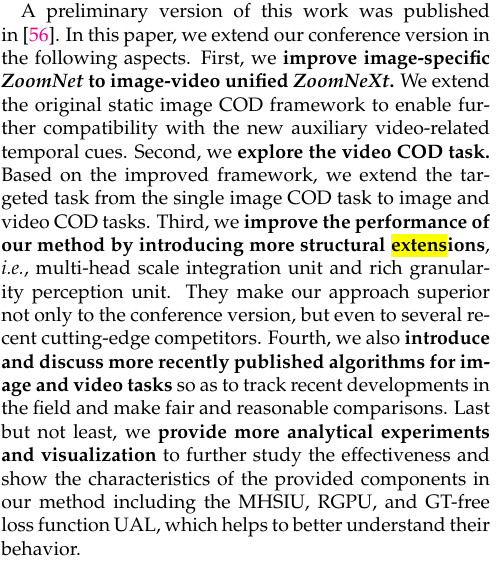 A preliminary version of this work was published
in [56]. In this paper, we extend our conference version in
the following aspects. First, we improve image-specific
ZoomNet to image-video unified ZoomNeXt. We extend
the original static image COD framework to enable fur-
ther compatibility with the new auxiliary video-related
temporal cues. Second, we explore the video COD task.
Based on the improved framework, we extend the tar-
geted task from the single image COD task to image and
video COD tasks. Third, we improve the performance of
our method by introducing more structural extensions,
i.e., multi-head scale integration unit and rich granular-
ity perception unit. They make our approach superior
not only to the conference version, but even to several re-
cent cutting-edge competitors. Fourth, we also introduce
and discuss more recently published algorithms for im-
age and video tasks so as to track recent developments in
the field and make fair and reasonable comparisons. Last
but not least, we provide more analytical experiments
and visualization to further study the effectiveness and
show the characteristics of the provided components in
our method including the MHSIU, RGPU, and GT-free
loss function UAL, which helps to better understand their
behavior.